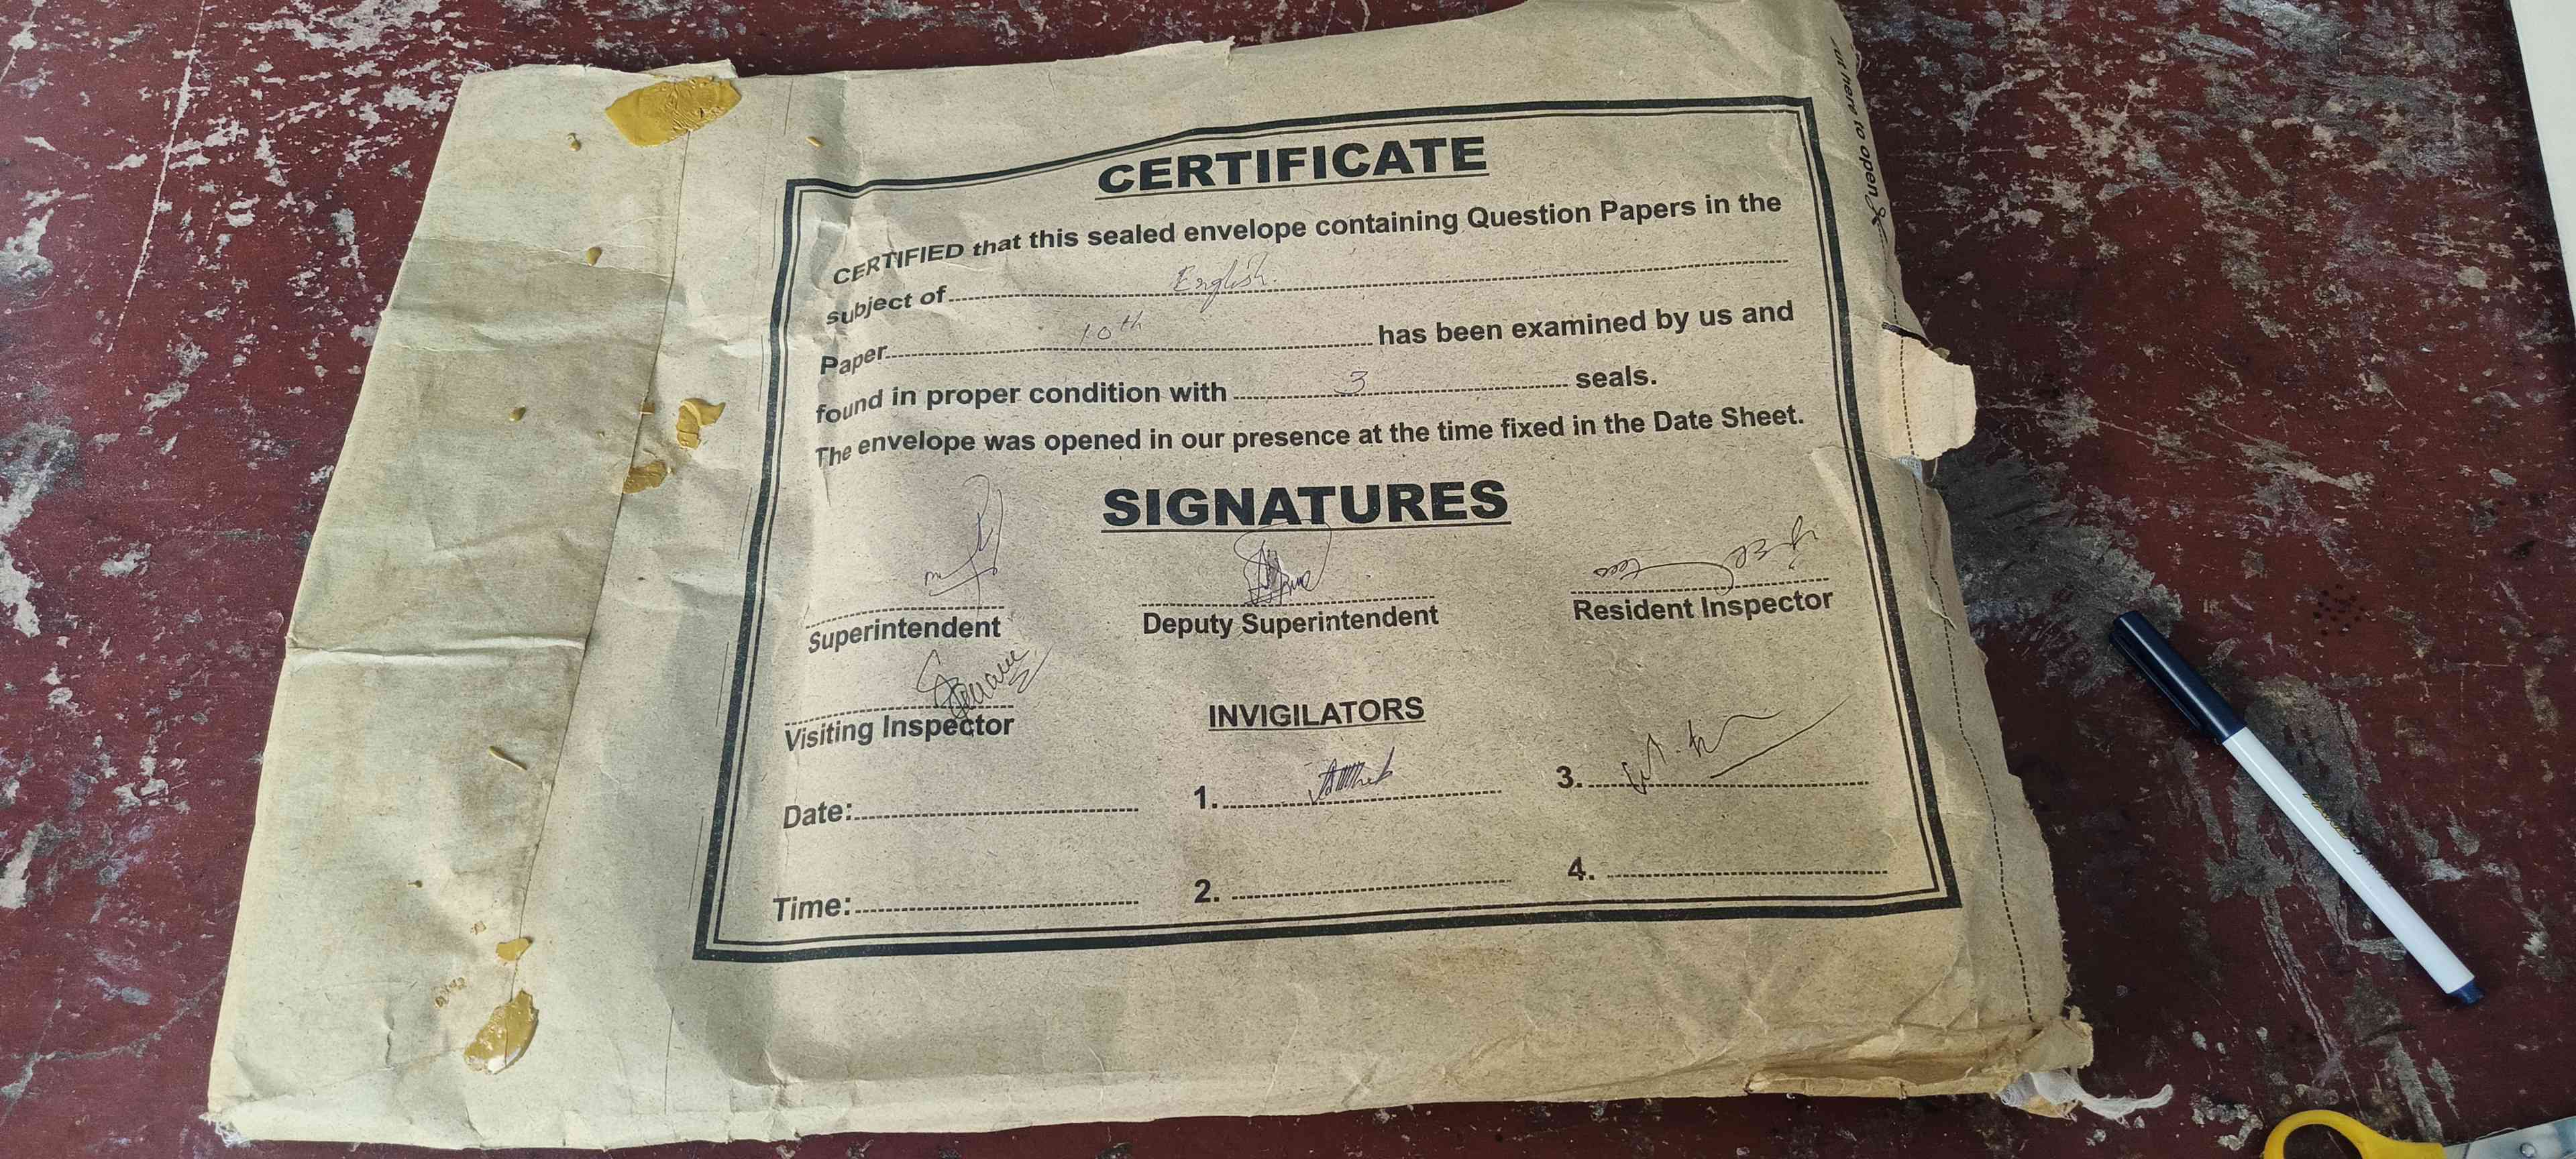 Cut here to open
CERTIFICATE
CERTIFIED that this sealed envelope containing Question Papers in the
subject of English.
Paper 10th has been examined by us and
found in proper condition with 3 seals.
The envelope was opened in our presence at the time fixed in the Date Sheet.
SIGNATURES
Superintendent Deputy Superintendent Resident Inspector
Visiting Inspector INVIGILATORS
Date: 1. 3.
Time: 2. 4.